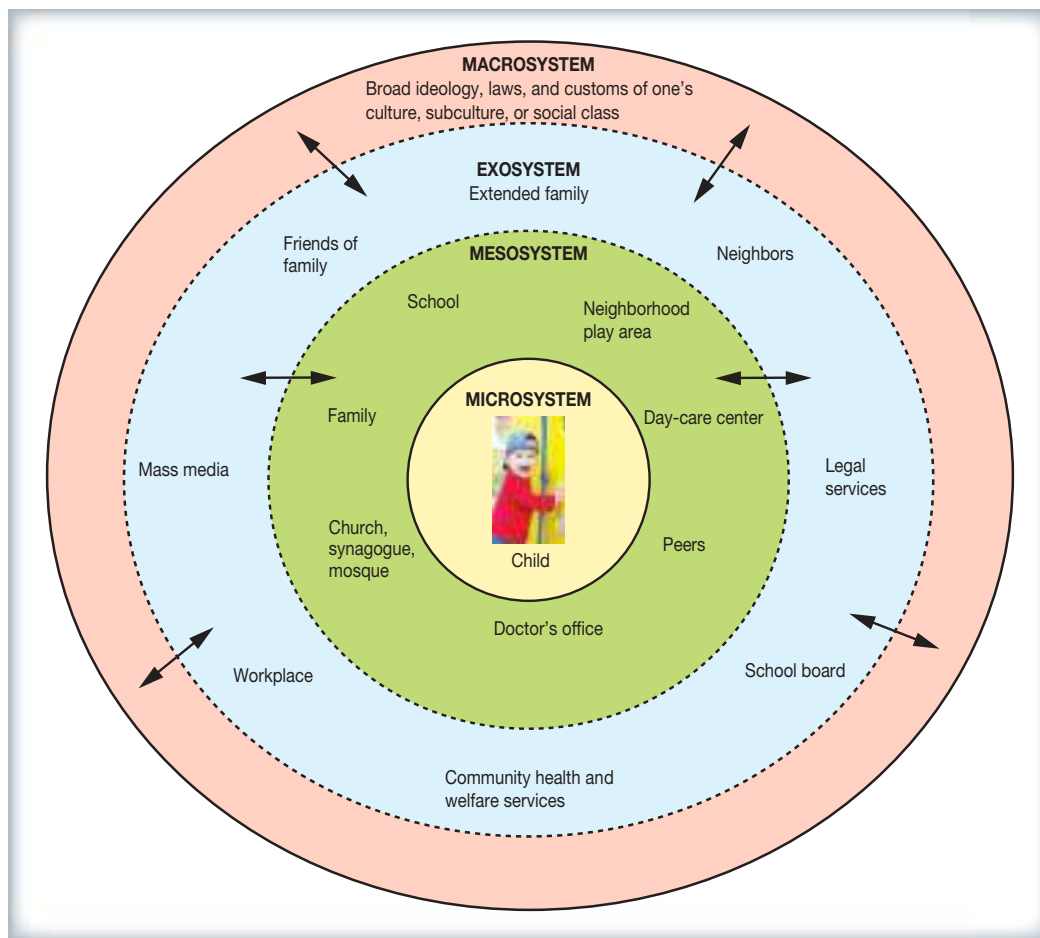 MACROSYSTEM
Broad ideology, laws, and customs of one’s
culture, subculture, or social class
EXOSYSTEM
Extended family
Friends of
family
Neighbors
MESOSYSTEM
School
Neighborhood
play area
MICROSYSTEM
Family
Day-care center
Mass media
Legal
services
Church,
synagogue,
mosque
Peers
Child
Doctor’s office
Workplace
School board
Community health and
welfare services